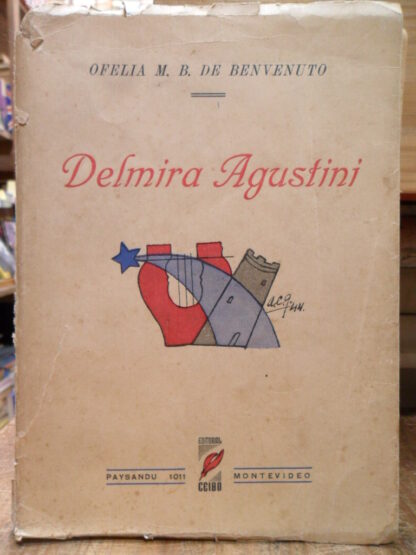 OFELIA M. B. DE BENVENUTO
Delmira Agustini
EDITORIAL
CEIBO
PAYSANDU 1011
MONTEVIDEO